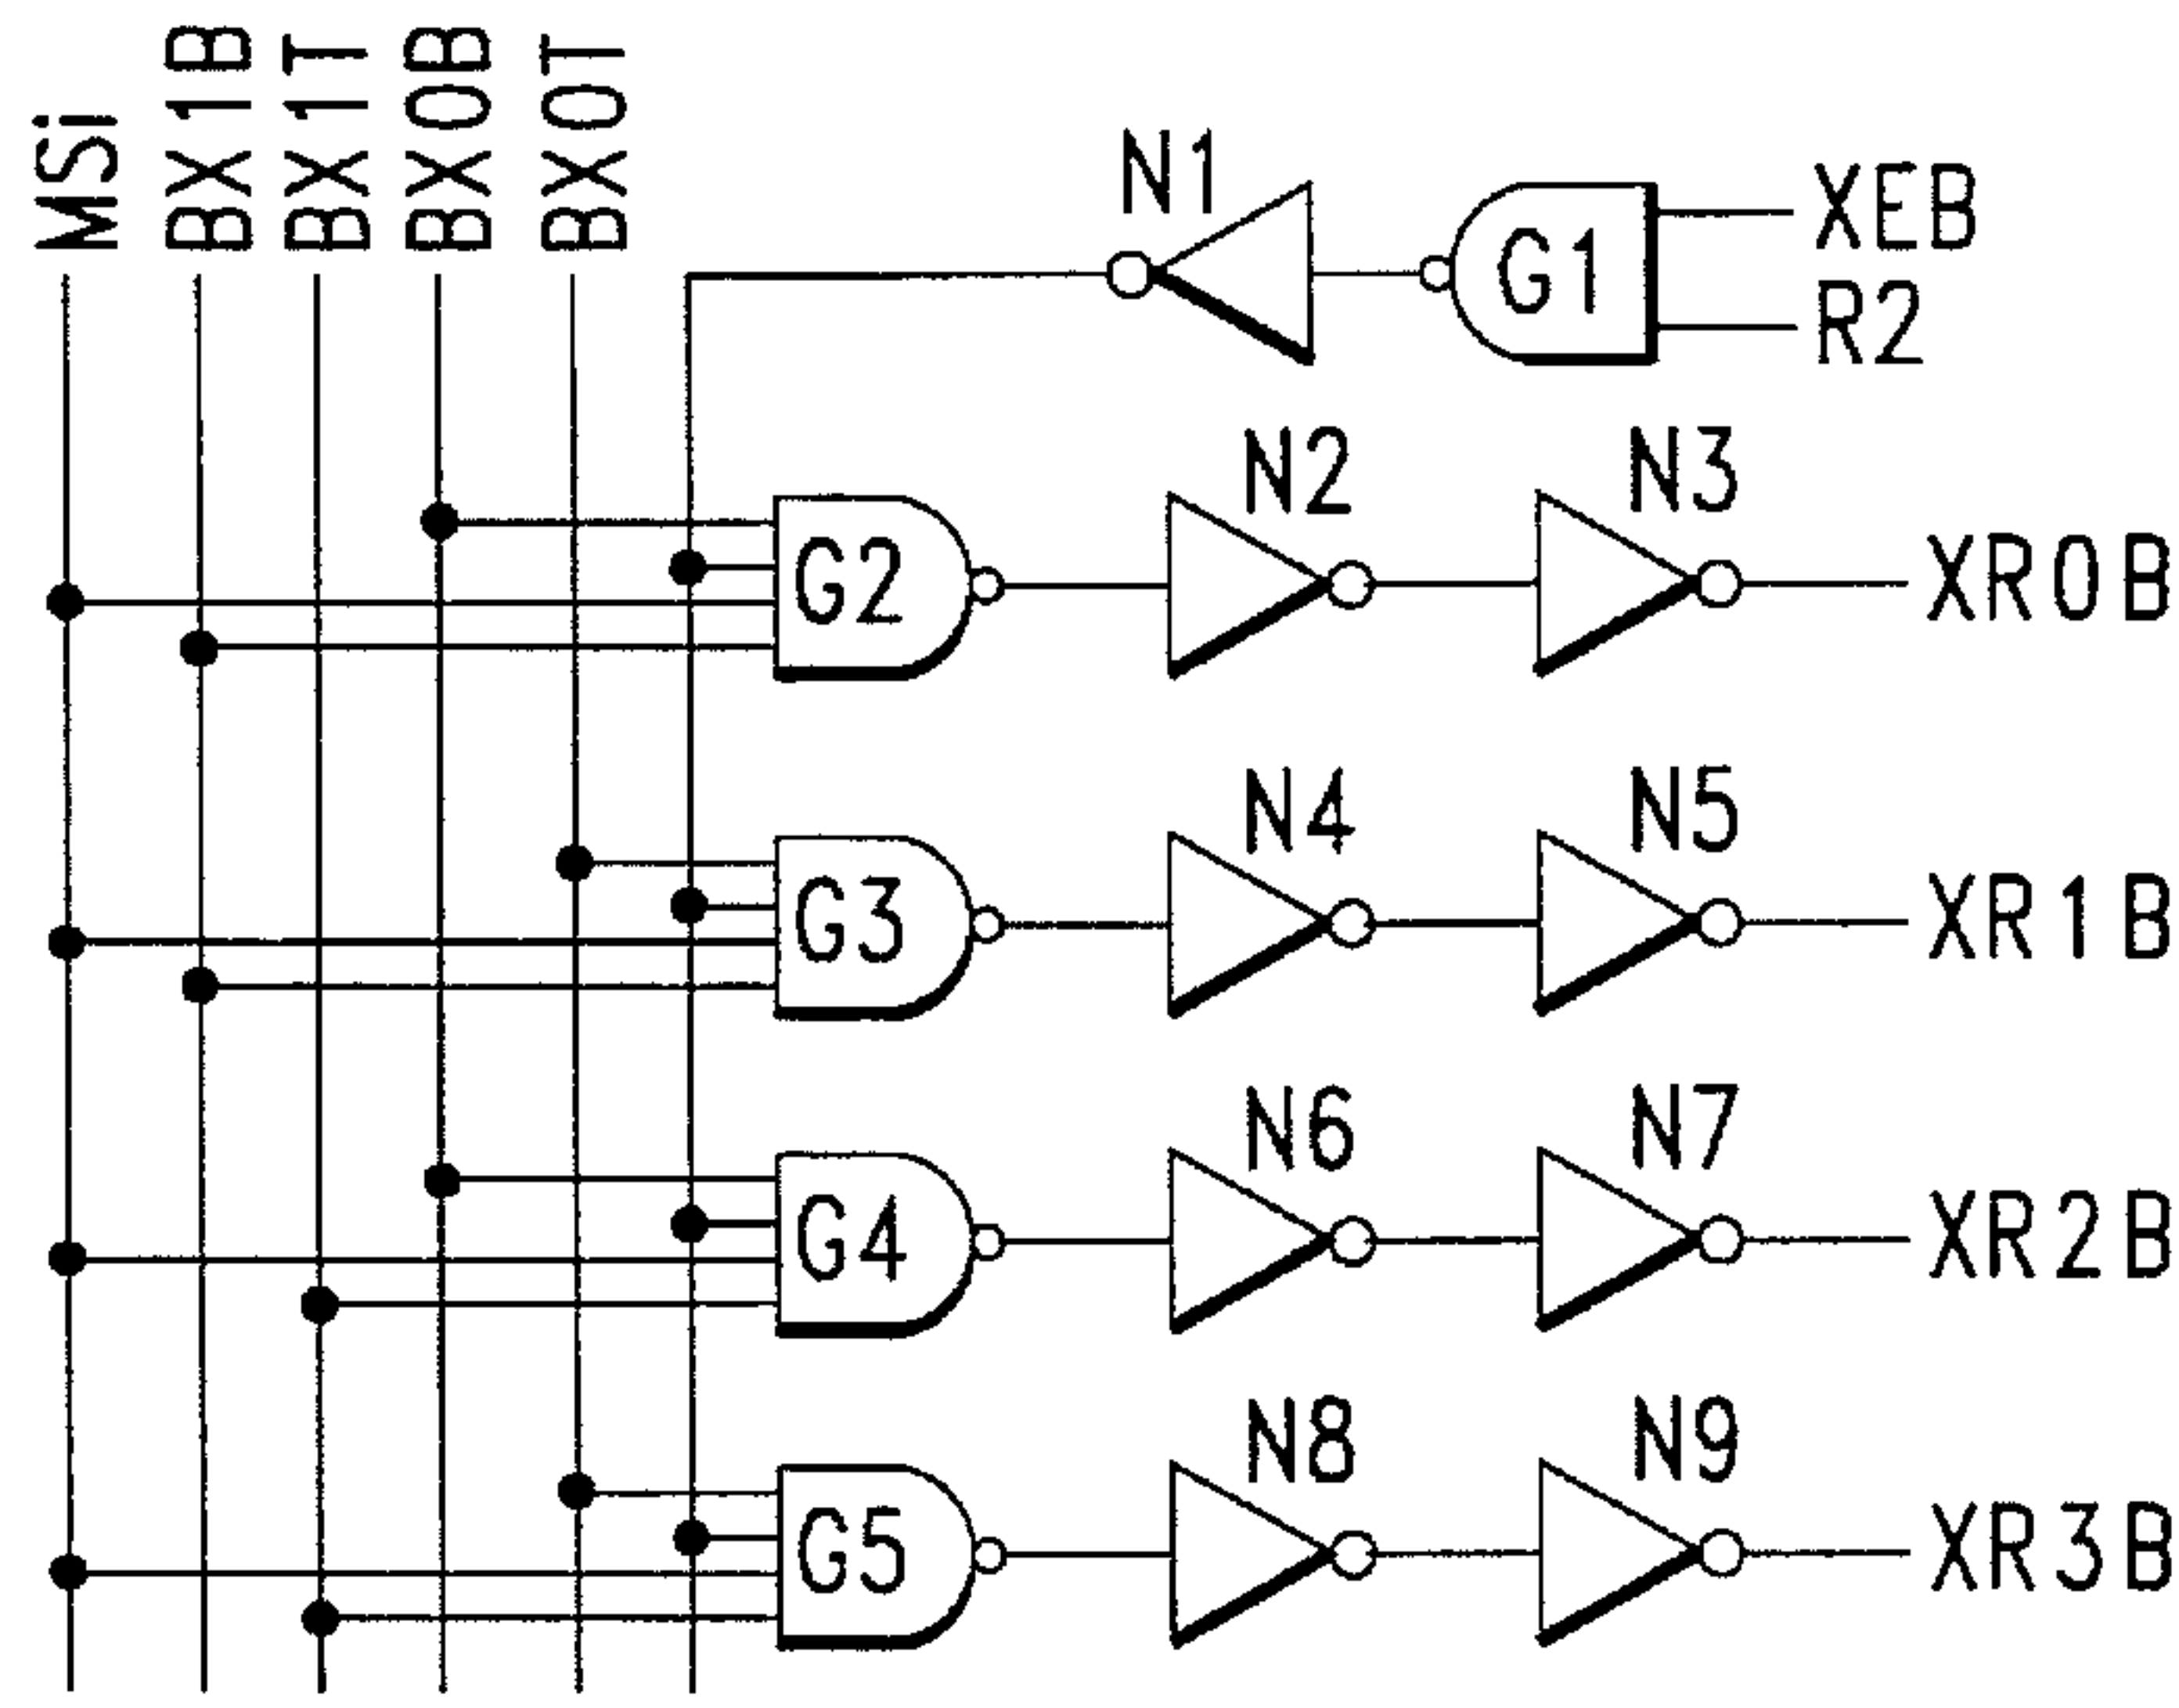 MSi
BX1B
BX1T
BX0B
BX0T
N1
G1
XEB
R2
G2
N2
N3
XR0B
G3
N4
N5
XR1B
G4
N6
N7
XR2B
G5
N8
N9
XR3B